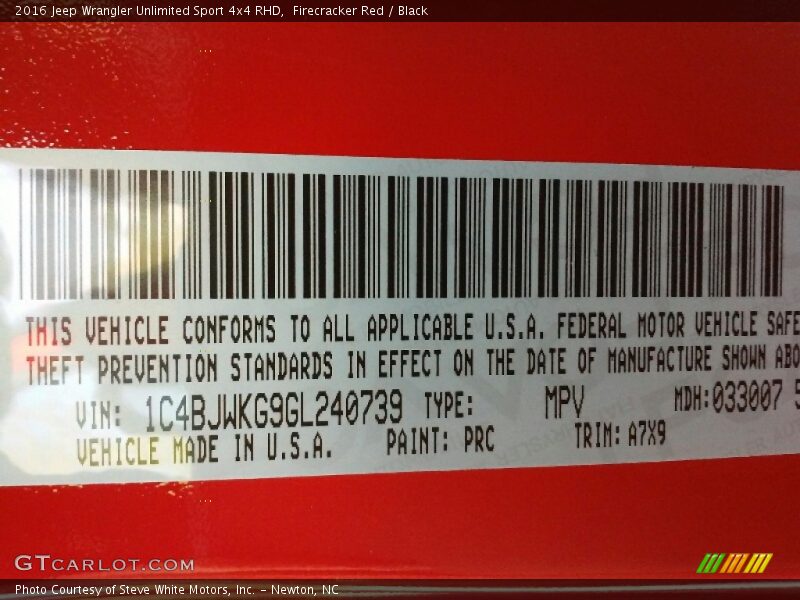 2016 Jeep Wrangler Unlimited Sport 4x4 RHD,  Firecracker Red / Black
THIS VEHICLE CONFORMS TO ALL APPLICABLE U.S.A. FEDERAL MOTOR VEHICLE SAFE
THEFT PREVENTION STANDARDS IN EFFECT ON THE DATE OF MANUFACTURE SHOWN ABO
VIN: 1C4BJWKG9GL240739 TYPE: MPV MDH:033007 5
VEHICLE MADE IN U.S.A. PAINT: PRC TRIM: A7X9
GTCARLOT.COM
Photo Courtesy of Steve White Motors, Inc. - Newton, NC